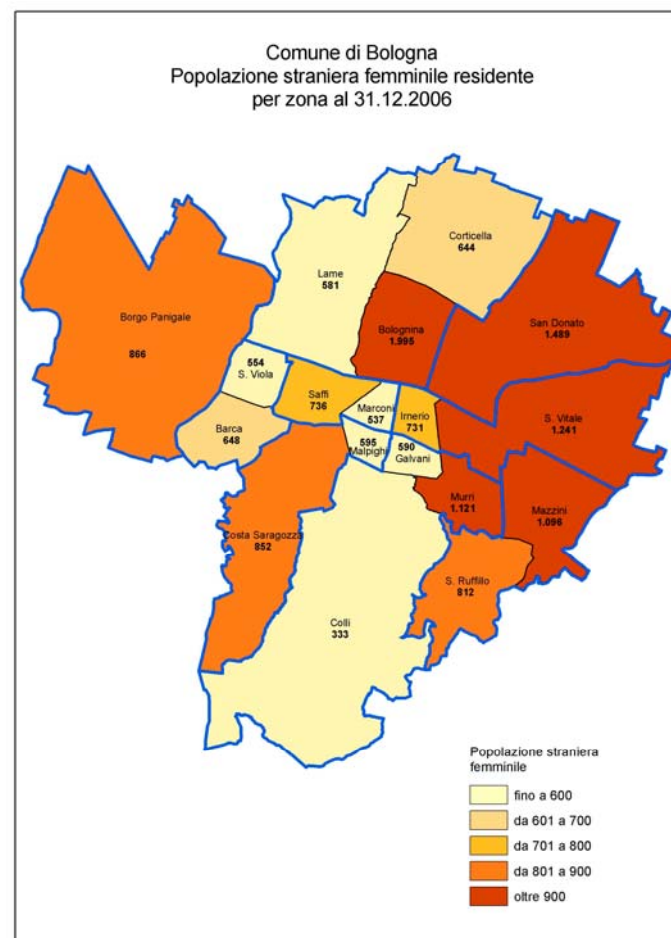 Comune di Bologna
Popolazione straniera femminile residente
per zona al 31.12.2006
Corticella
644
Lame
581
Borgo Panigale
866
Bolognina
1.995
San Donato
1.489
554
S. Viola
Saffi
736
Marconi
537
Irnerio
731
S. Vitale
1.241
Barca
648
595
Malpighi
590
Galvani
Murri
1.121
Mazzini
1.096
Costa Saragozza
852
S. Ruffillo
812
Colli
333
Popolazione straniera
femminile
fino a 600
da 601 a 700
da 701 a 800
da 801 a 900
oltre 900